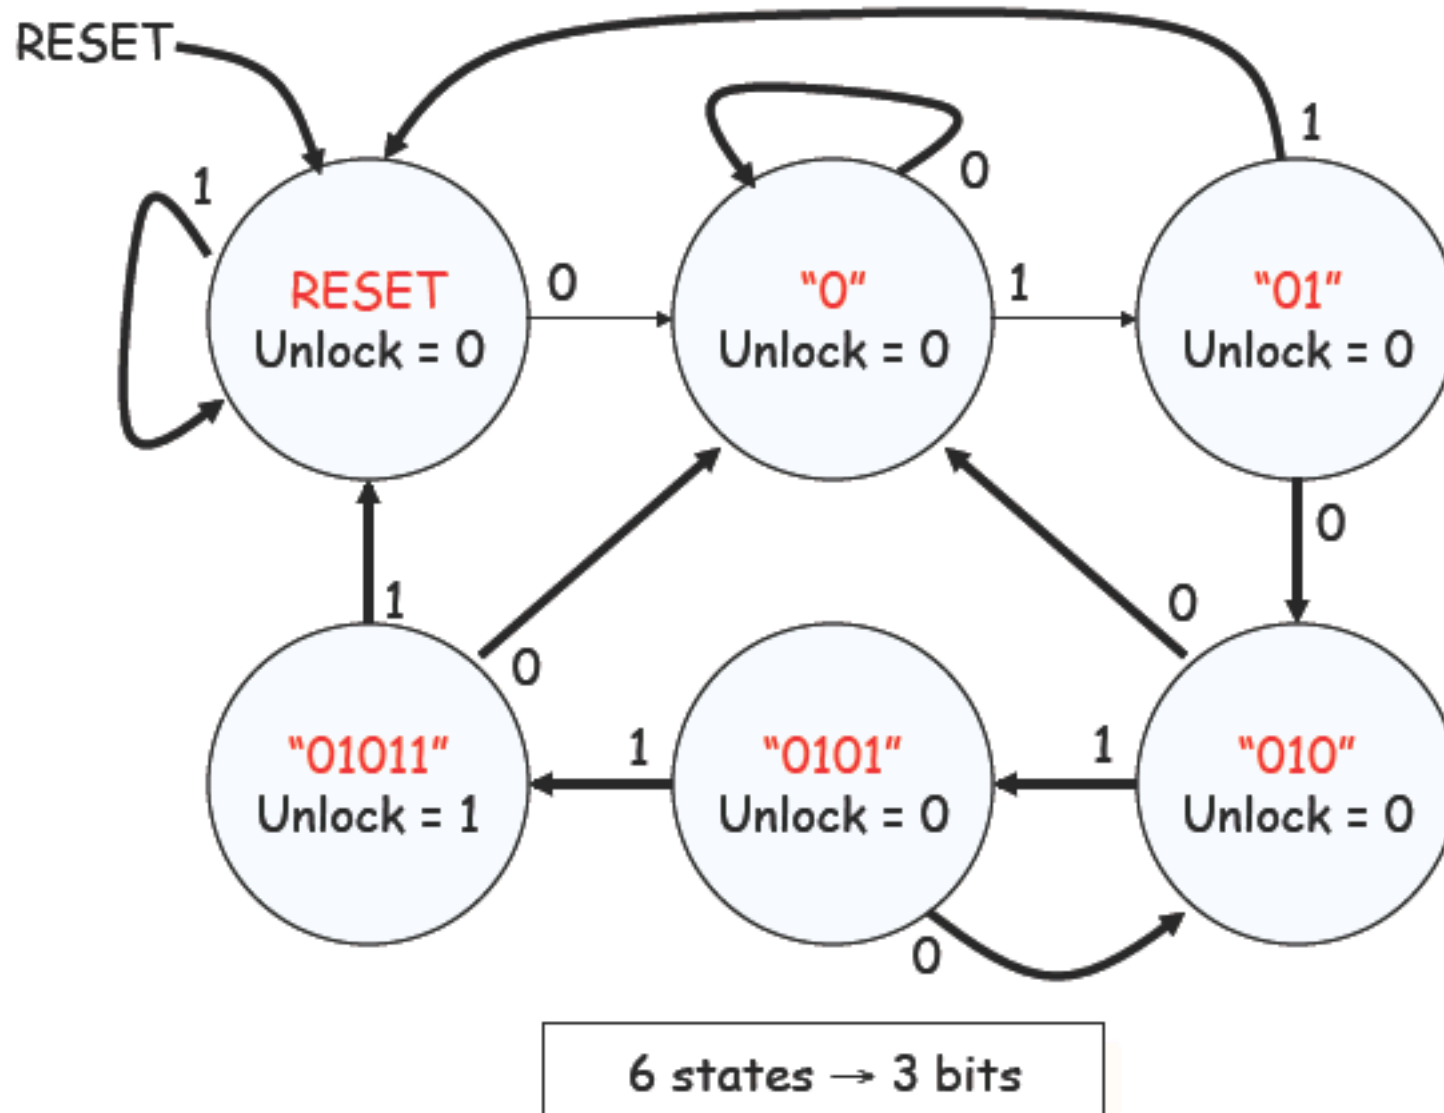 RESET
1
0
1
RESET
Unlock = 0
0
“0”
Unlock = 0
1
“01”
Unlock = 0
0
1
0
0
“01011”
Unlock = 1
1
“0101”
Unlock = 0
1
“010”
Unlock = 0
0
6 states → 3 bits